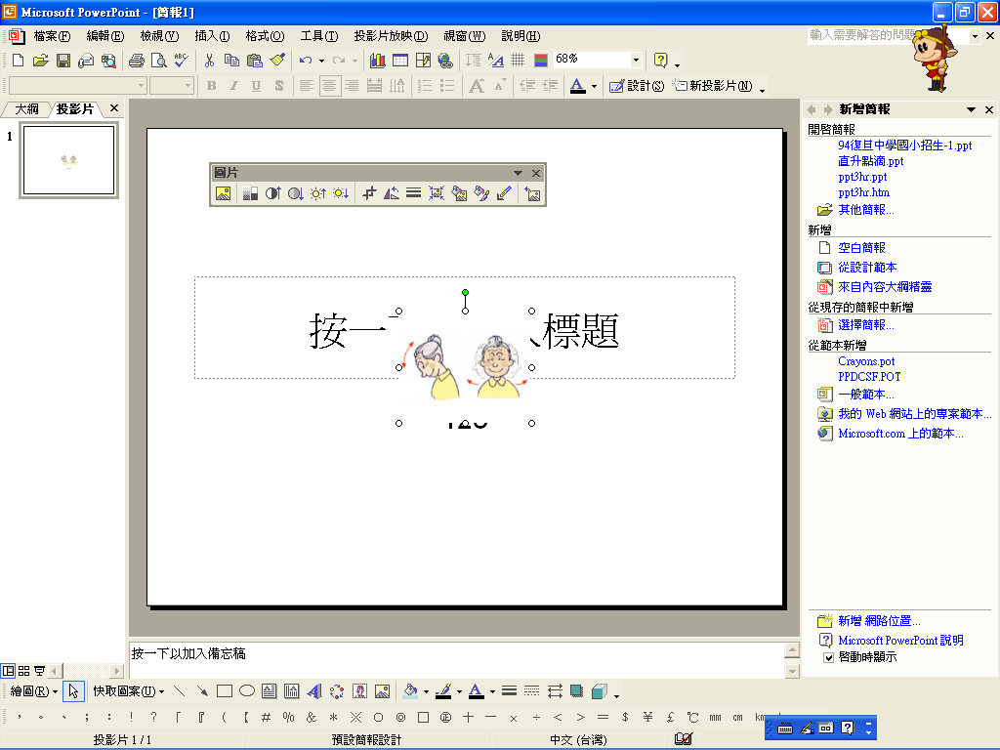 Microsoft PowerPoint - [簡報1]
檔案(F) 編輯(E) 檢視(V) 插入(I) 格式(O) 工具(T) 投影片放映(D) 視窗(W) 說明(H) 輸入需要解答的問題
68%
B I U S 設計(S) 新投影片(N)
大綱 投影片
1
圖片
按一 標題
新增簡報
開啓簡報
94復旦中學國小招生-1.ppt
直升點滴.ppt
ppt3hr.ppt
ppt3hr.htm
其他簡報...
新增
空白簡報
從設計範本
來自內容大綱精靈
從現存的簡報中新增
選擇簡報...
從範本新增
Crayons.pot
PPDCSF.POT
一般範本...
我的 Web 網站上的專案範本...
Microsoft.com 上的範本...
新增 網路位置...
Microsoft PowerPoint 說明
啓動時顯示
按一下以加入備忘稿
繪圖(R) 快取圖案(U)
， 。 、 ； ： ！ ？ 『 『 （ 【 # % & * ※ ○ ◎ □ ㊣ + − × ÷ < > = $ ¥ £ ℃ mm cm km
投影片 1 / 1 預設簡報設計 中文 (台灣)